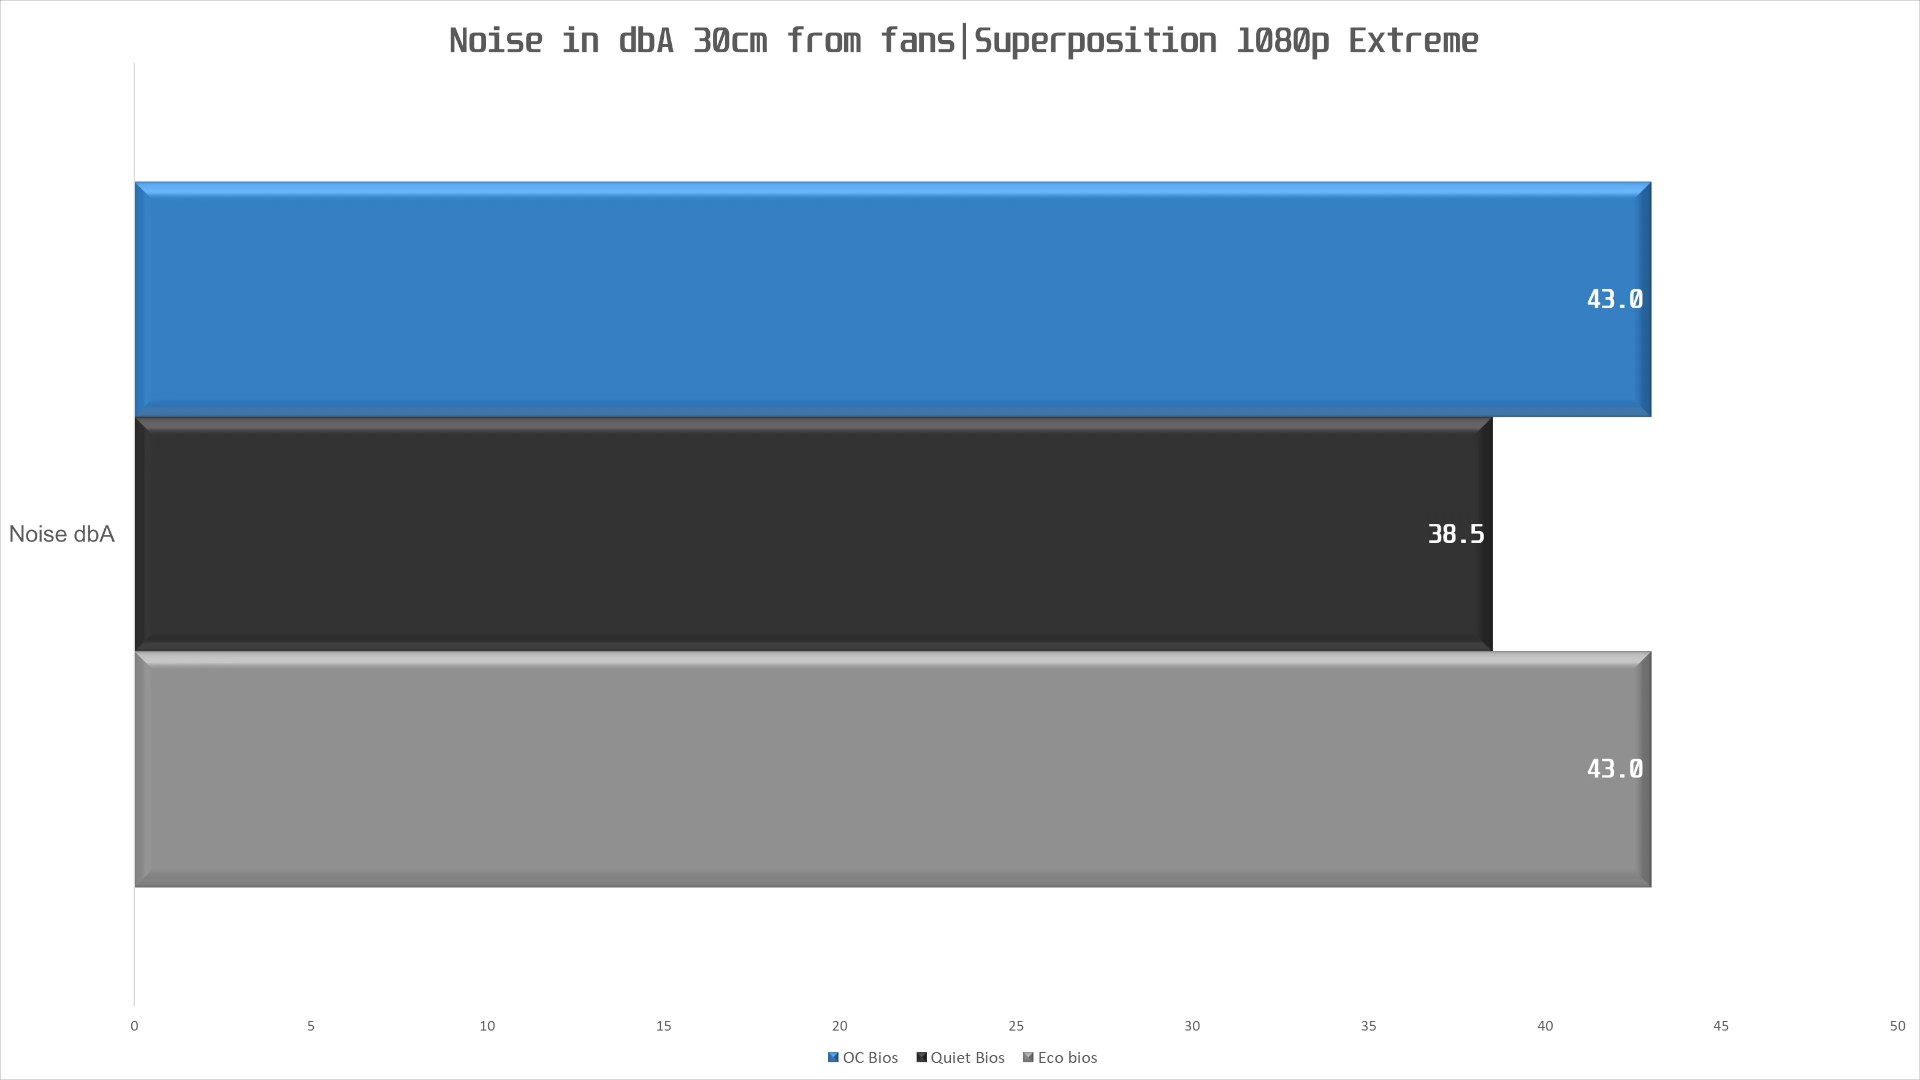 Noise in dbA 30cm from fans|Superposition 1080p Extreme
43.0
Noise dbA
38.5
43.0
0 5 10 15 20 25 30 35 40 45 50
OC Bios Quiet Bios Eco bios